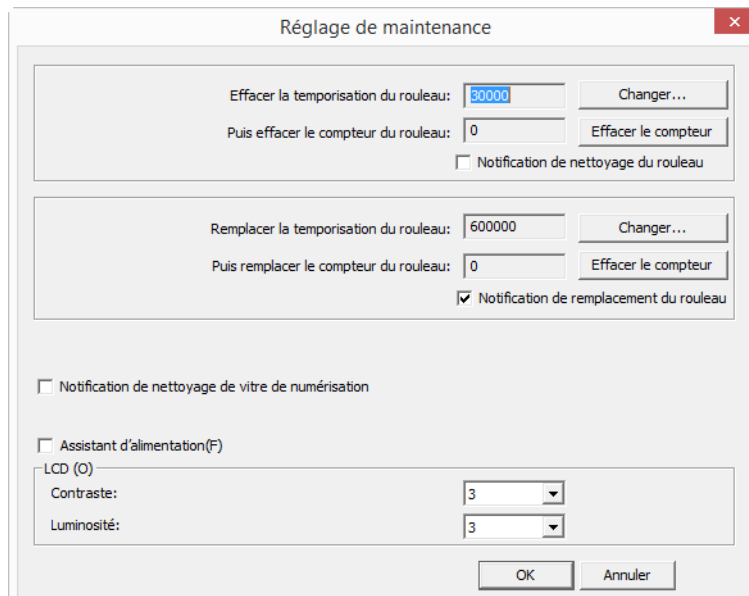 Réglage de maintenance
Effacer la temporisation du rouleau: 30000 Changer...
Puis effacer le compteur du rouleau: 0 Effacer le compteur
Notification de nettoyage du rouleau
Remplacer la temporisation du rouleau: 600000 Changer...
Puis remplacer le compteur du rouleau: 0 Effacer le compteur
Notification de remplacement du rouleau
Notification de nettoyage de vitre de numérisation
Assistant d'alimentation(F)
LCD (O)
Contraste: 3
Luminosité: 3
OK Annuler